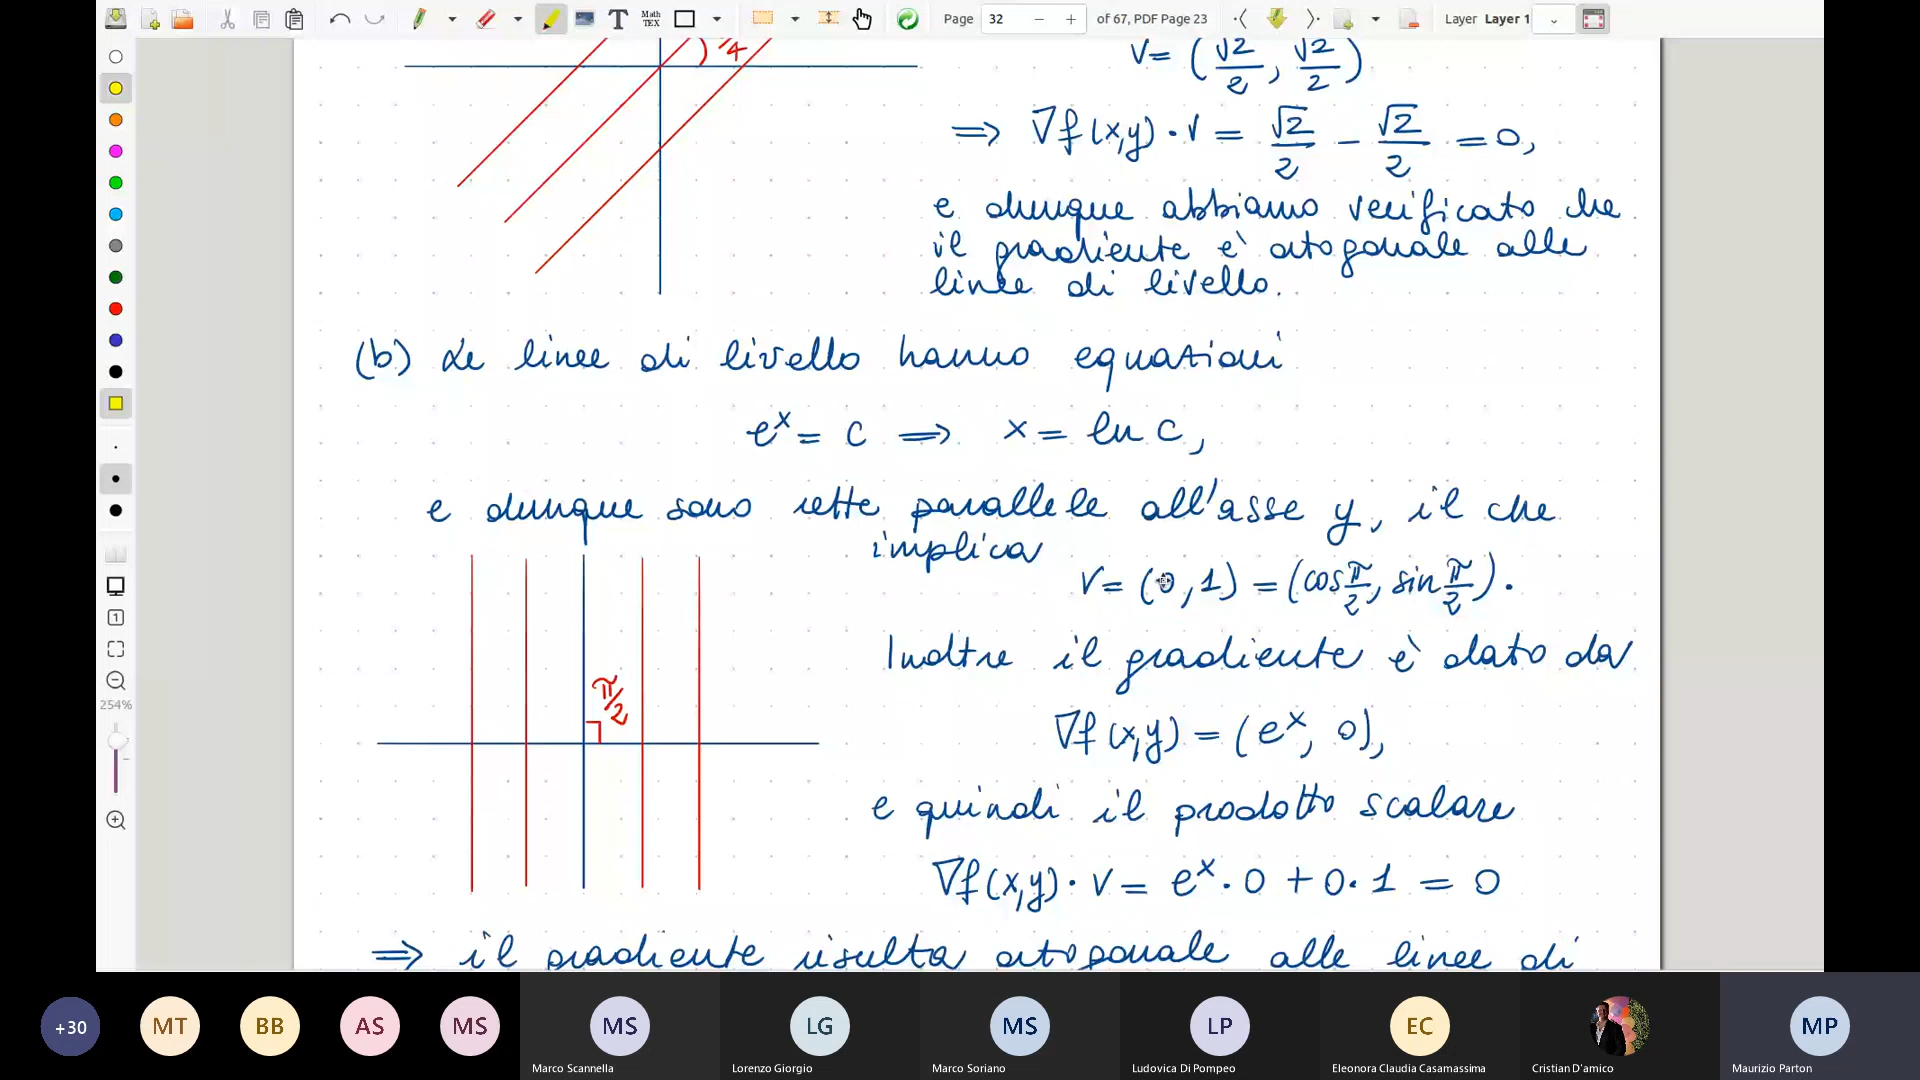 T Math TEX Page 32 − + of 67, PDF Page 23 Layer Layer 1
π/4
v = (√2/2, √2/2)
⟹ ∇f(x,y)·v = √2/2 − √2/2 = 0,
e dunque abbiamo verificato che
il gradiente è ortogonale alle
linee di livello.
(b) Le linee di livello hanno equazioni
e^x = c ⟹ x = ln c,
e dunque sono rette parallele all'asse y, il che
implica
v = (0, 1) = (cos π/2, sin π/2).
Inoltre il gradiente è dato da
π/2
∇f(x,y) = (e^x, 0),
e quindi il prodotto scalare
∇f(x,y)·v = e^x·0 + 0·1 = 0
⟹ il gradiente risulta ortogonale alle linee di
1
254%
+30 MT BB AS MS MS LG MS LP EC MP
Marco Scannella Lorenzo Giorgio Marco Soriano Ludovica Di Pompeo Eleonora Claudia Casamassima Cristian D'amico Maurizio Parton